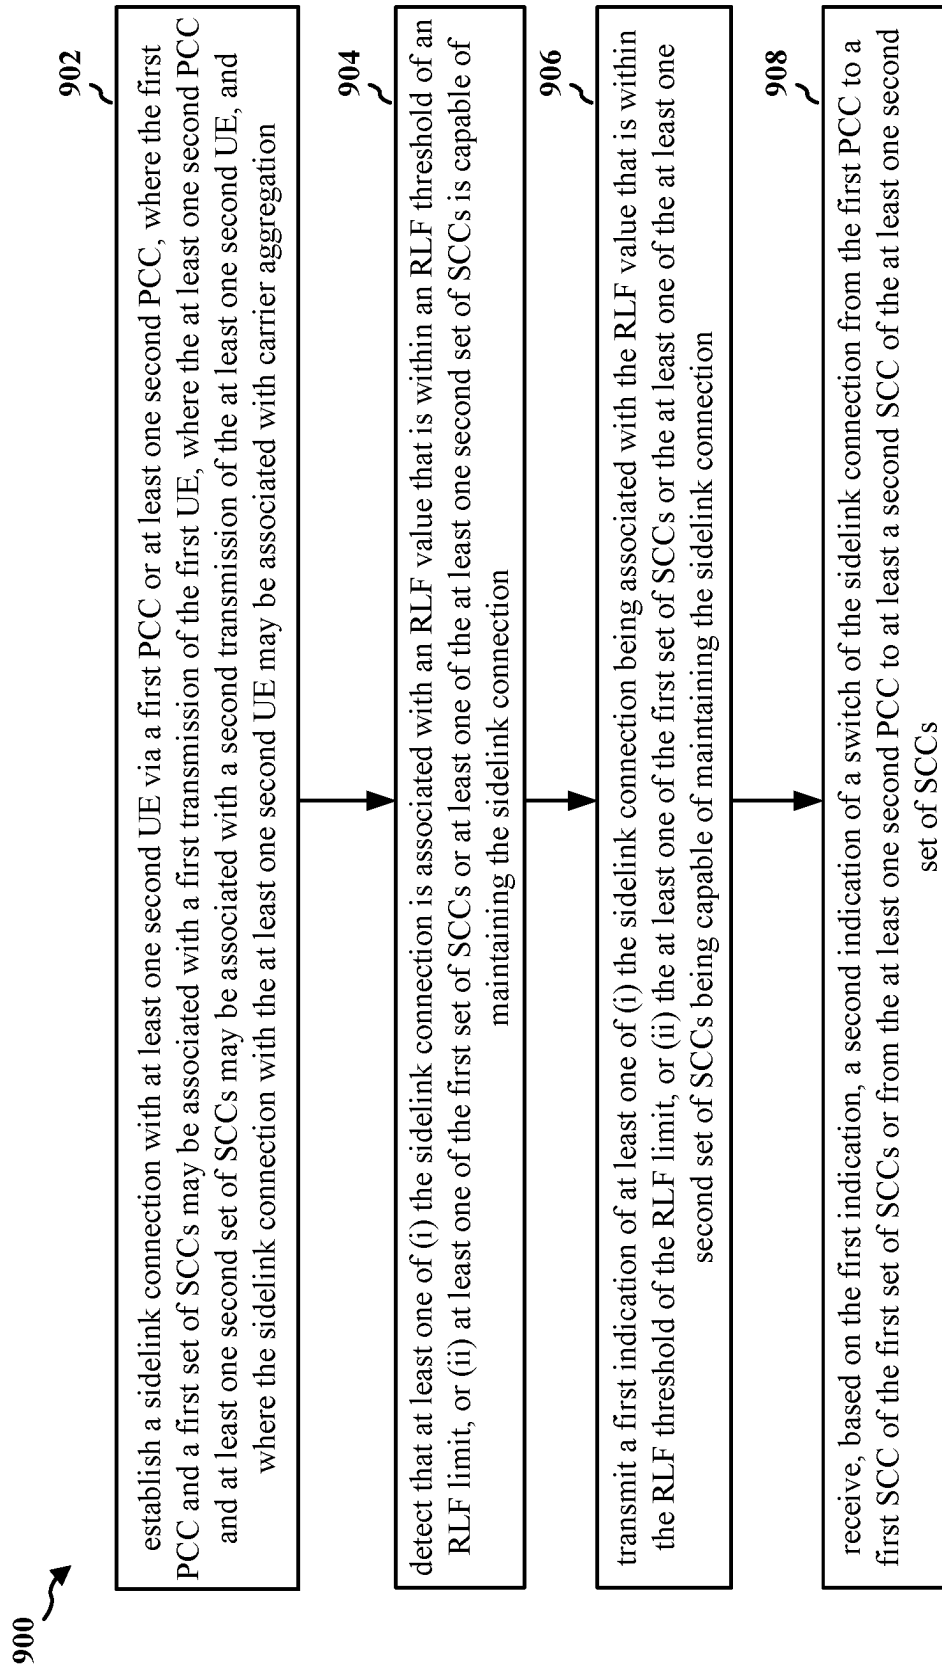 900
902
establish a sidelink connection with at least one second UE via a first PCC or at least one second PCC, where the first
PCC and a first set of SCCs may be associated with a first transmission of the first UE, where the at least one second PCC
and at least one second set of SCCs may be associated with a second transmission of the at least one second UE, and
where the sidelink connection with the at least one second UE may be associated with carrier aggregation
904
detect that at least one of (i) the sidelink connection is associated with an RLF value that is within an RLF threshold of an
RLF limit, or (ii) at least one of the first set of SCCs or at least one of the at least one second set of SCCs is capable of
maintaining the sidelink connection
906
transmit a first indication of at least one of (i) the sidelink connection being associated with the RLF value that is within
the RLF threshold of the RLF limit, or (ii) the at least one of the first set of SCCs or the at least one of the at least one
second set of SCCs being capable of maintaining the sidelink connection
908
receive, based on the first indication, a second indication of a switch of the sidelink connection from the first PCC to a
first SCC of the first set of SCCs or from the at least one second PCC to at least a second SCC of the at least one second
set of SCCs